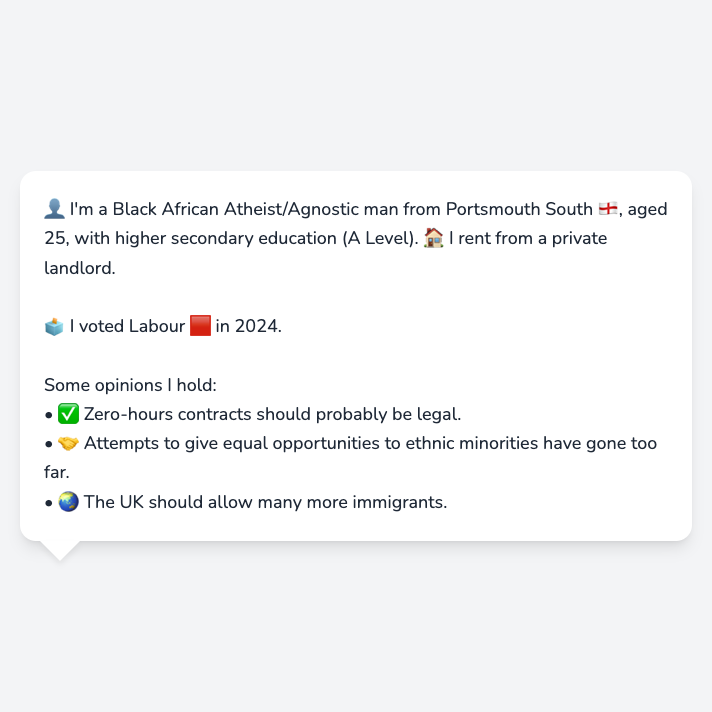 👤 I'm a Black African Atheist/Agnostic man from Portsmouth South 🏴󠁧󠁢󠁥󠁮󠁧󠁿, aged
25, with higher secondary education (A Level). 🏠 I rent from a private
landlord.
🗳️ I voted Labour 🟥 in 2024.
Some opinions I hold:
• ✅ Zero-hours contracts should probably be legal.
• 🤝 Attempts to give equal opportunities to ethnic minorities have gone too
far.
• 🌏 The UK should allow many more immigrants.